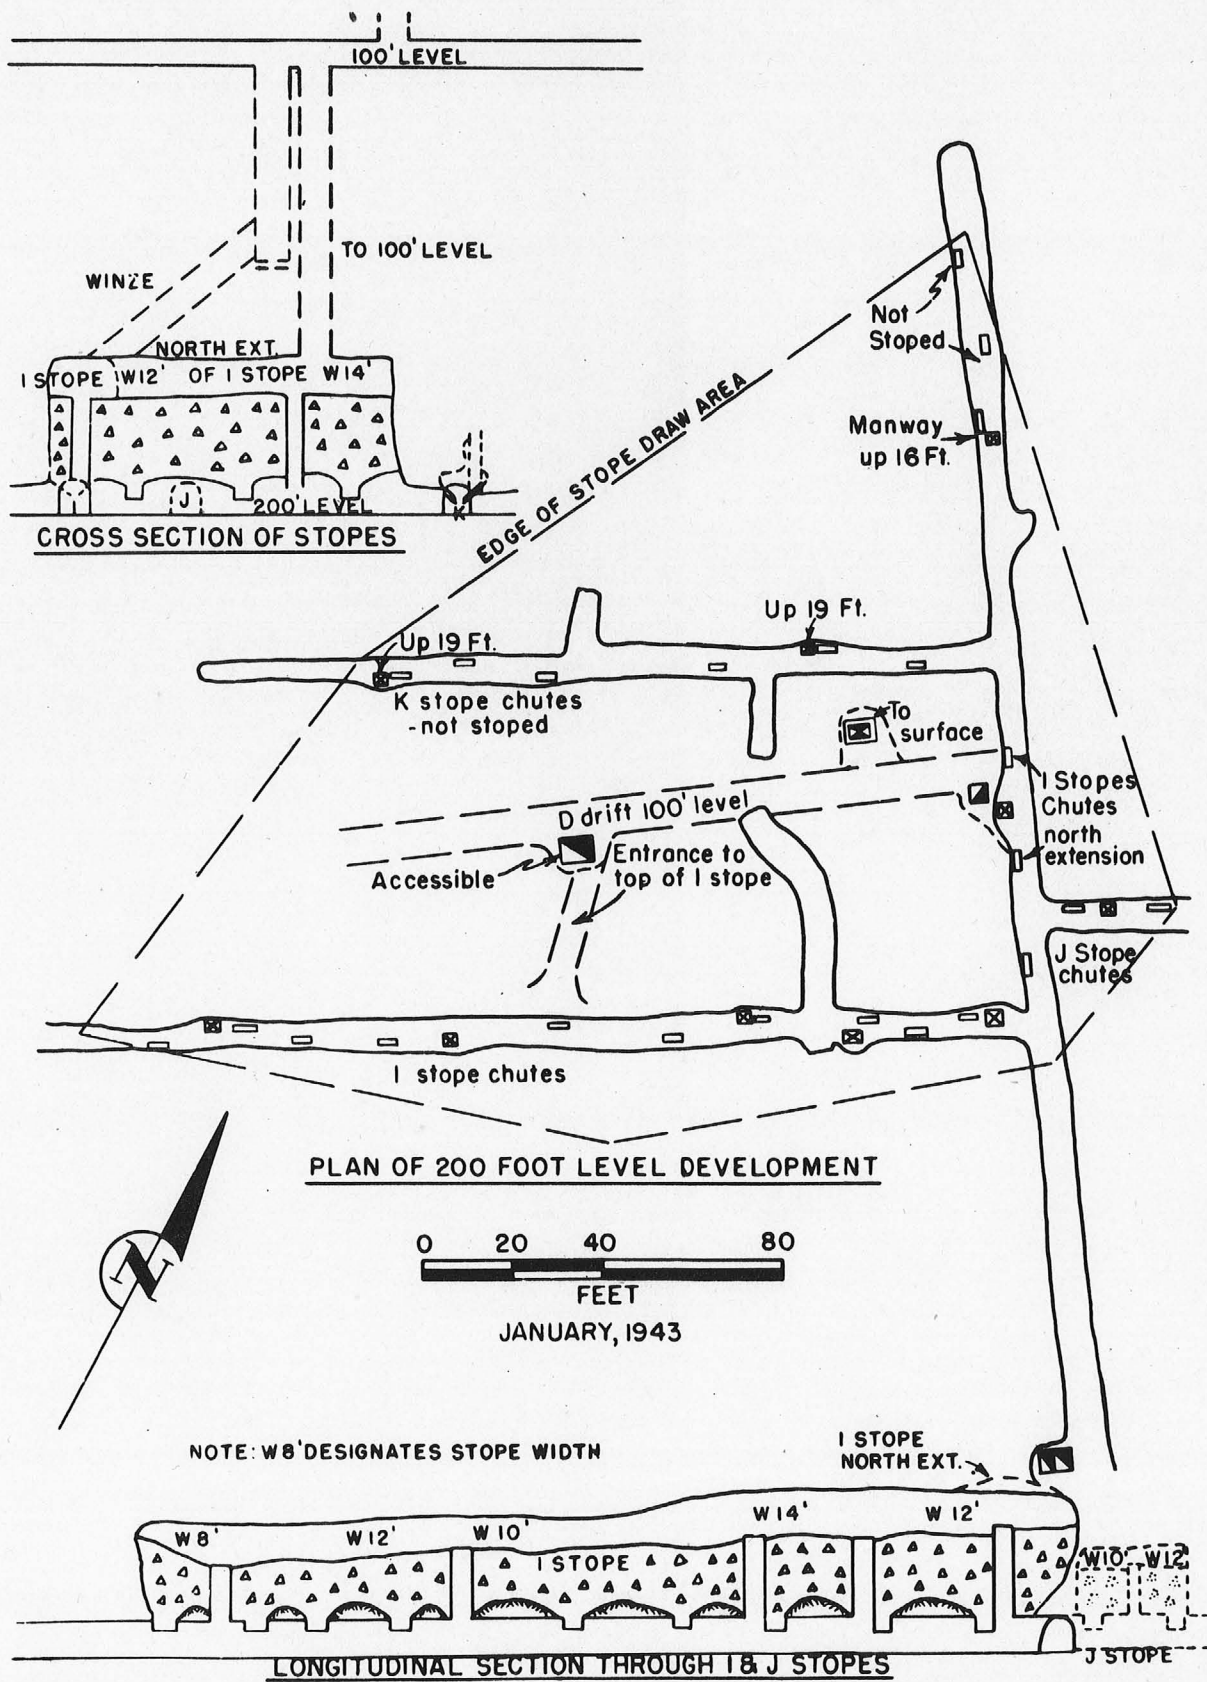 100' LEVEL
TO 100' LEVEL
WINZE
NORTH EXT.
I STOPE W12' OF I STOPE W14'
J
200' LEVEL
K
CROSS SECTION OF STOPES
EDGE OF STOPE DRAW AREA
Not
Stoped
Manway
up 16 Ft.
Up 19 Ft.
Up 19 Ft.
K stope chutes
-not stoped
To
surface
D drift 100' level
I Stopes
Chutes
north
extension
Accessible
Entrance to
top of I stope
J Stope
chutes
I stope chutes
PLAN OF 200 FOOT LEVEL DEVELOPMENT
N
0 20 40 80
FEET
JANUARY, 1943
NOTE: W8' DESIGNATES STOPE WIDTH
I STOPE
NORTH EXT.
W8' W12' W10' W14' W12'
I STOPE
W10' W12'
J STOPE
LONGITUDINAL SECTION THROUGH I & J STOPES